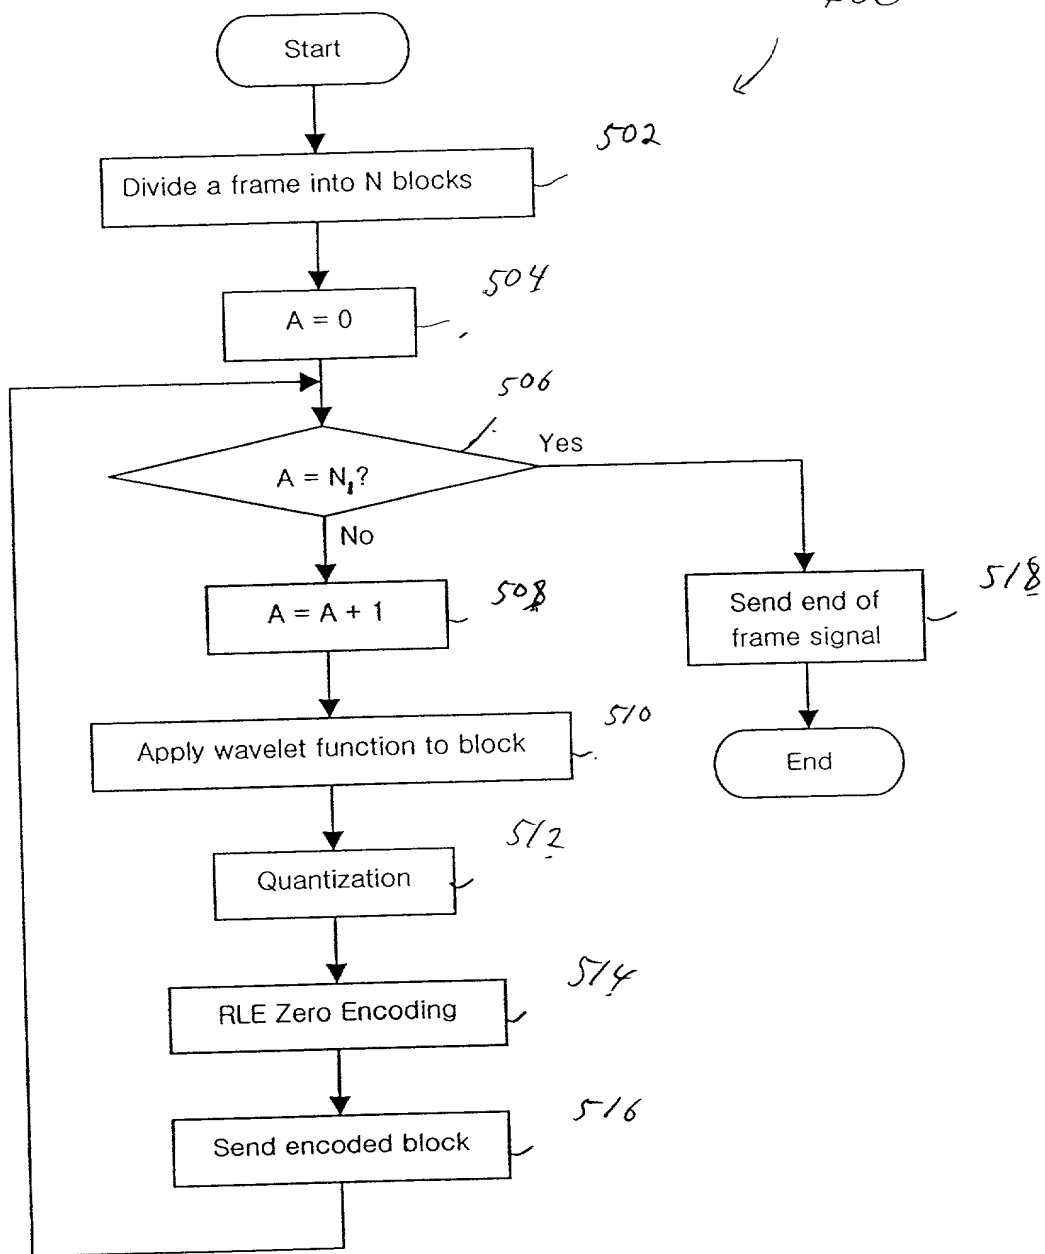 Start
502
Divide a frame into N blocks
504
A = 0
506
Yes
A = N?
No
508
A = A + 1
518
Send end of
frame signal
510
Apply wavelet function to block
End
512
Quantization
514
RLE Zero Encoding
516
Send encoded block